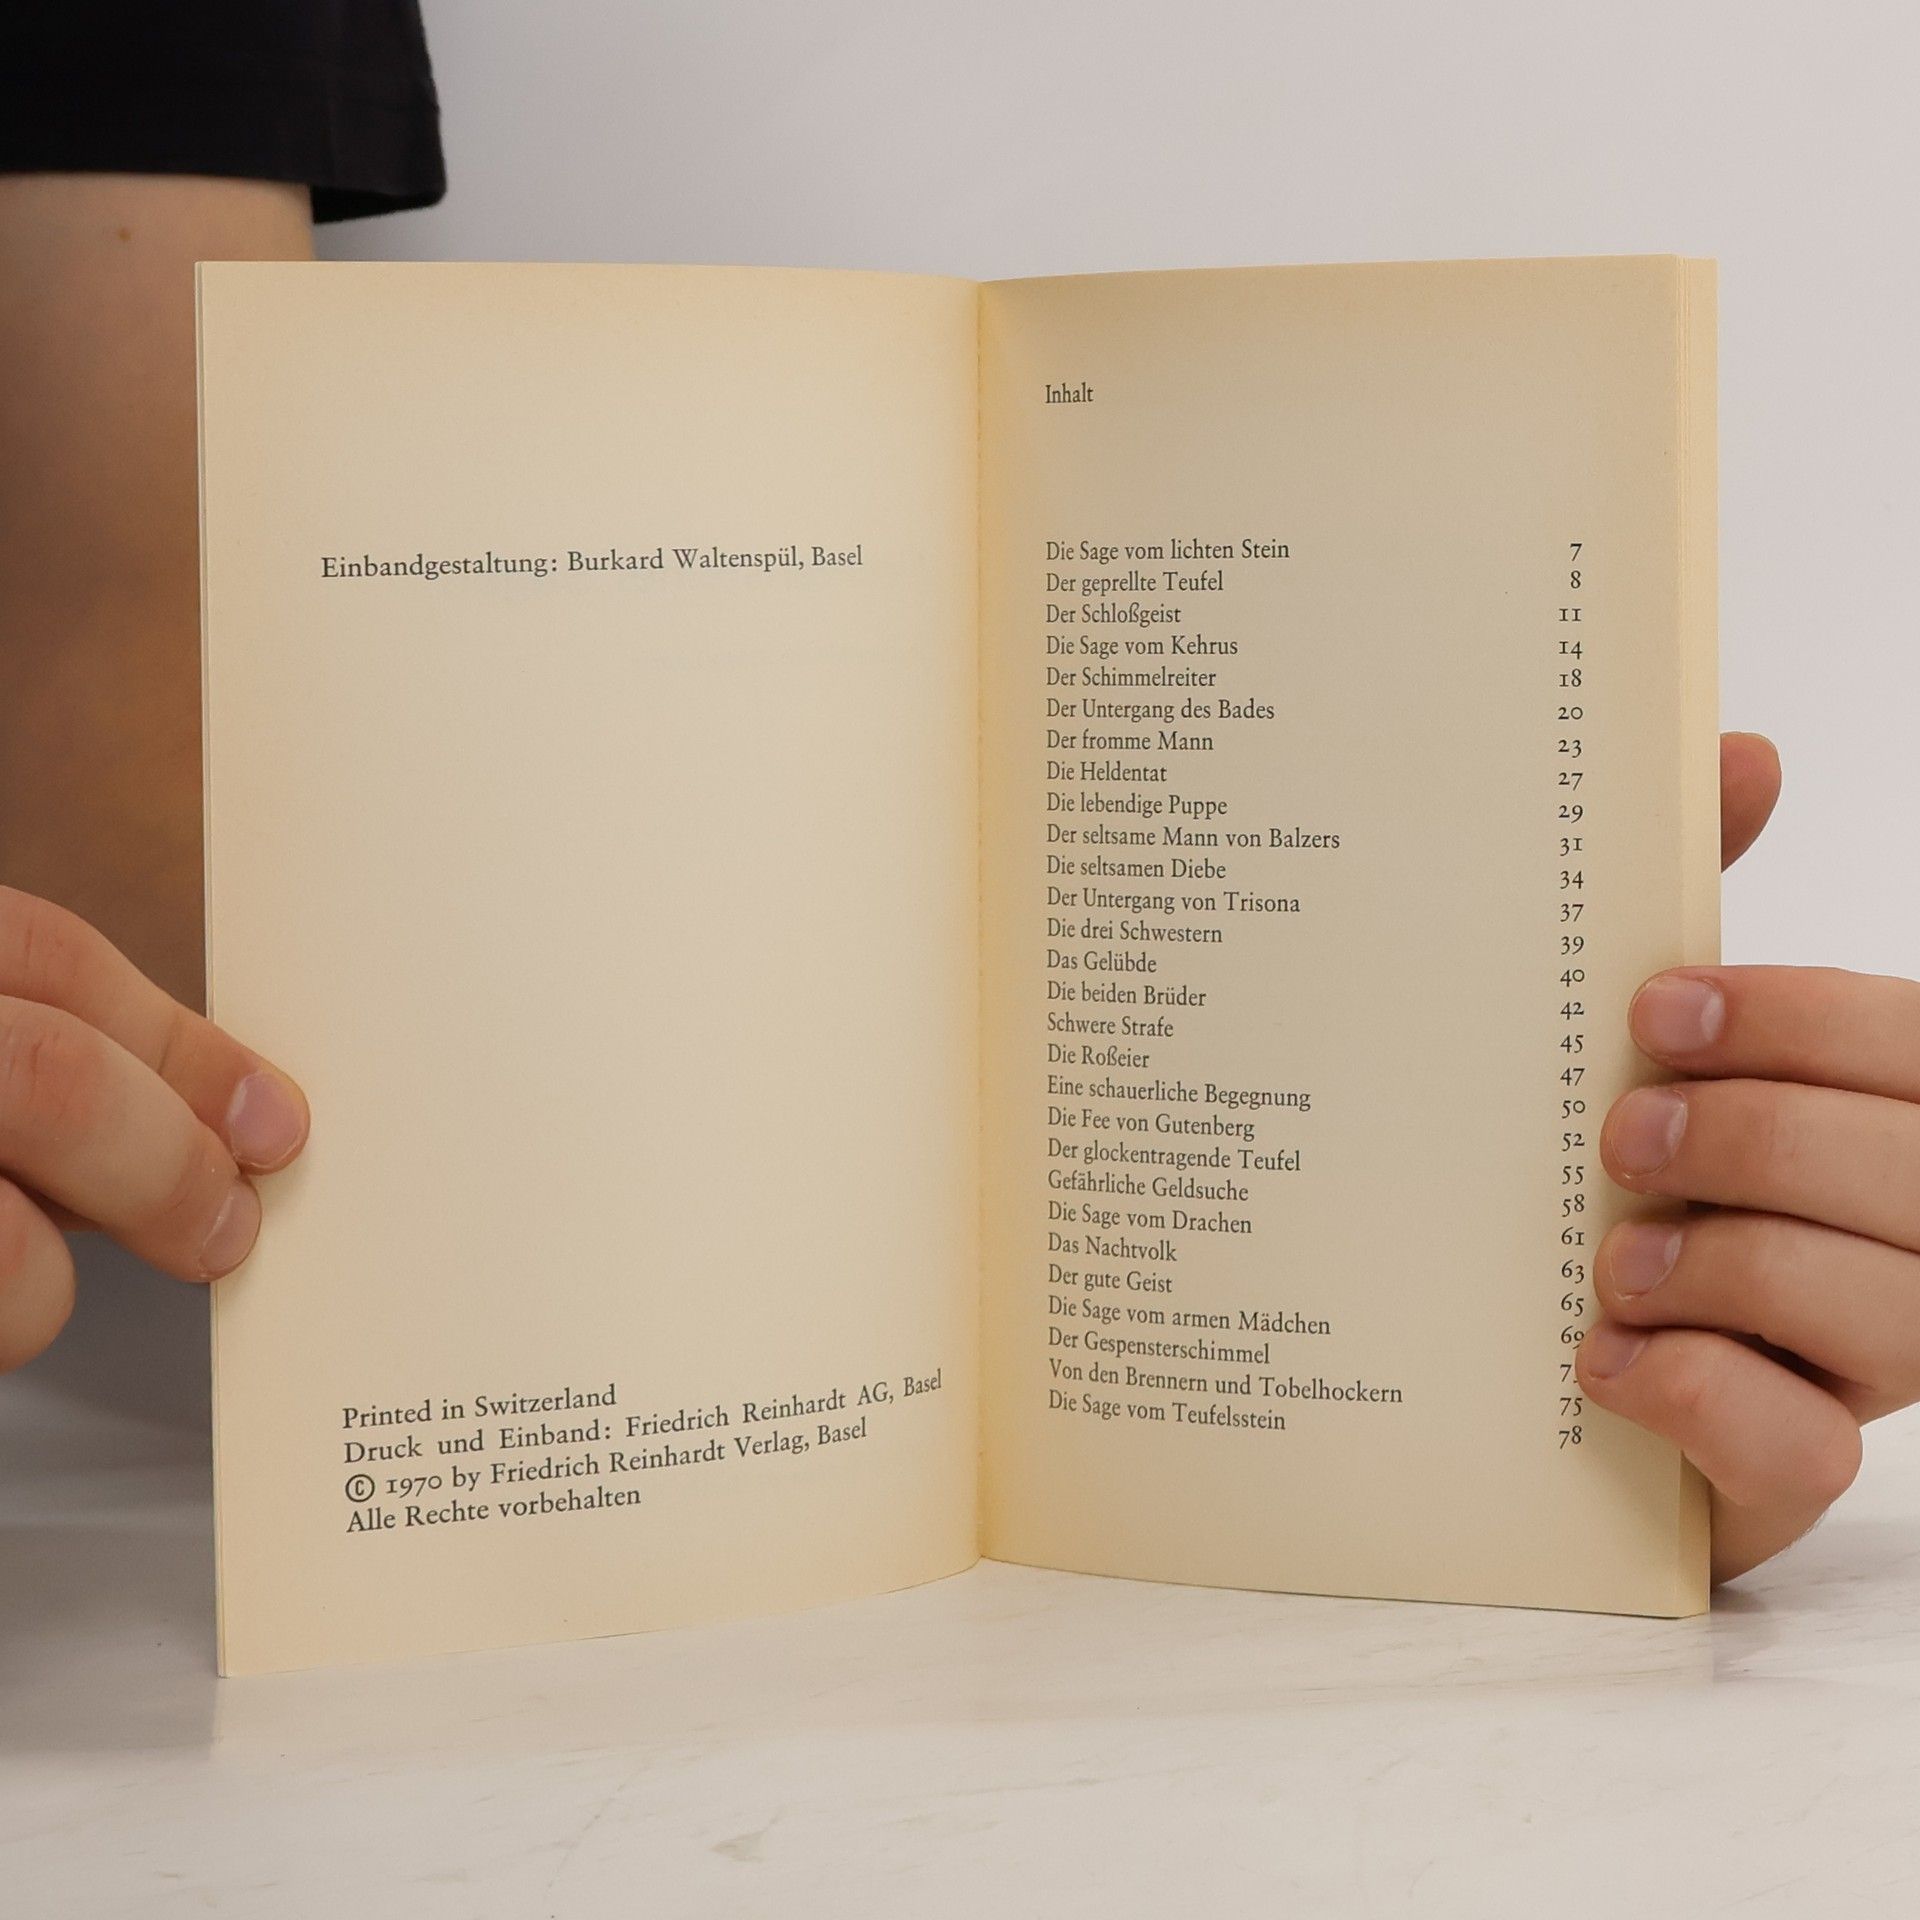 Einbandgestaltung: Burkard Waltenspül, Basel
Printed in Switzerland
Druck und Einband: Friedrich Reinhardt AG, Basel
© 1970 by Friedrich Reinhardt Verlag, Basel
Alle Rechte vorbehalten
Inhalt
Die Sage vom lichten Stein 7
Der geprellte Teufel 8
Der Schloßgeist 11
Die Sage vom Kehrus 14
Der Schimmelreiter 18
Der Untergang des Bades 20
Der fromme Mann 23
Die Heldentat 27
Die lebendige Puppe 29
Der seltsame Mann von Balzers 31
Die seltsamen Diebe 34
Der Untergang von Trisona 37
Die drei Schwestern 39
Das Gelübde 40
Die beiden Brüder 42
Schwere Strafe 45
Die Roßeier 47
Eine schauerliche Begegnung 50
Die Fee von Gutenberg 52
Der glockentragende Teufel 55
Gefährliche Geldsuche 58
Die Sage vom Drachen 61
Das Nachtvolk 63
Der gute Geist 65
Die Sage vom armen Mädchen 69
Der Gespensterschimmel
Von den Brennern und Tobelhockern 75
Die Sage vom Teufelsstein 78